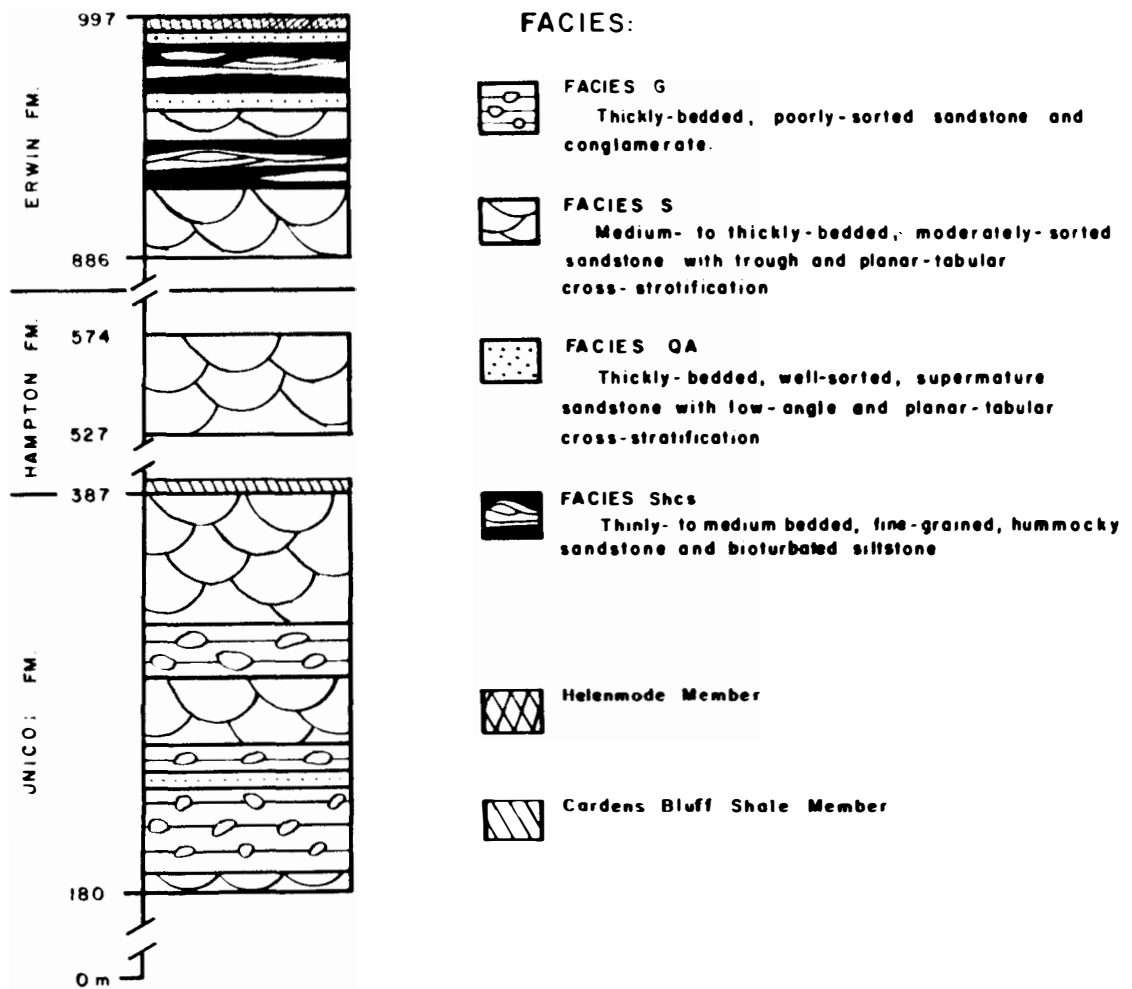 997
ERWIN FM.
886
HAMPTON FM.
574
527
387
UNICOI FM.
180
0 m
FACIES:
FACIES G
Thickly-bedded, poorly-sorted sandstone and
conglamerate.
FACIES S
Medium- to thickly-bedded, moderately-sorted
sandstone with trough and planar-tabular
cross-strotification
FACIES QA
Thickly-bedded, well-sorted, supermature
sandstone with low-angle and planar-tabular
cross-stratification
FACIES Shcs
Thinly- to medium bedded, fine-grained, hummocky
sandstone and bioturbated siltstone
Helenmode Member
Cardens Bluff Shale Member